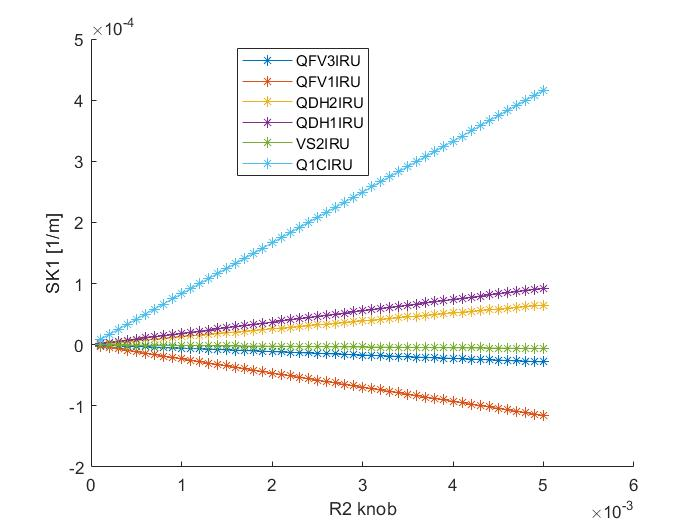 ×10-4
5
4
3
2
1
0
-1
-2
SK1 [1/m]
QFV3IRU
QFV1IRU
QDH2IRU
QDH1IRU
VS2IRU
Q1CIRU
0 1 2 3 4 5 6
R2 knob
×10-3